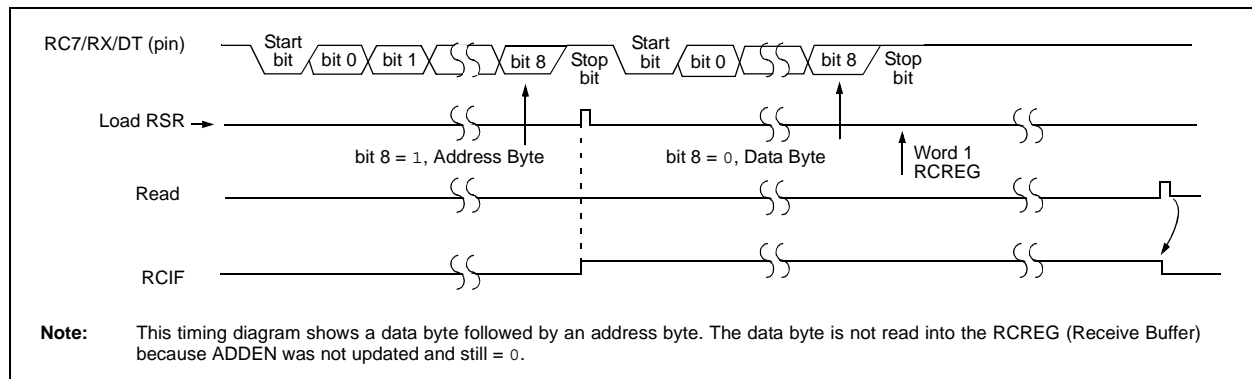 RC7/RX/DT (pin)
Start
bit
bit 0
bit 1
bit 8
Stop
bit
Start
bit
bit 0
bit 8
Stop
bit
Load RSR
bit 8 = 1, Address Byte
bit 8 = 0, Data Byte
Word 1
RCREG
Read
RCIF
Note: This timing diagram shows a data byte followed by an address byte. The data byte is not read into the RCREG (Receive Buffer)
because ADDEN was not updated and still = 0.